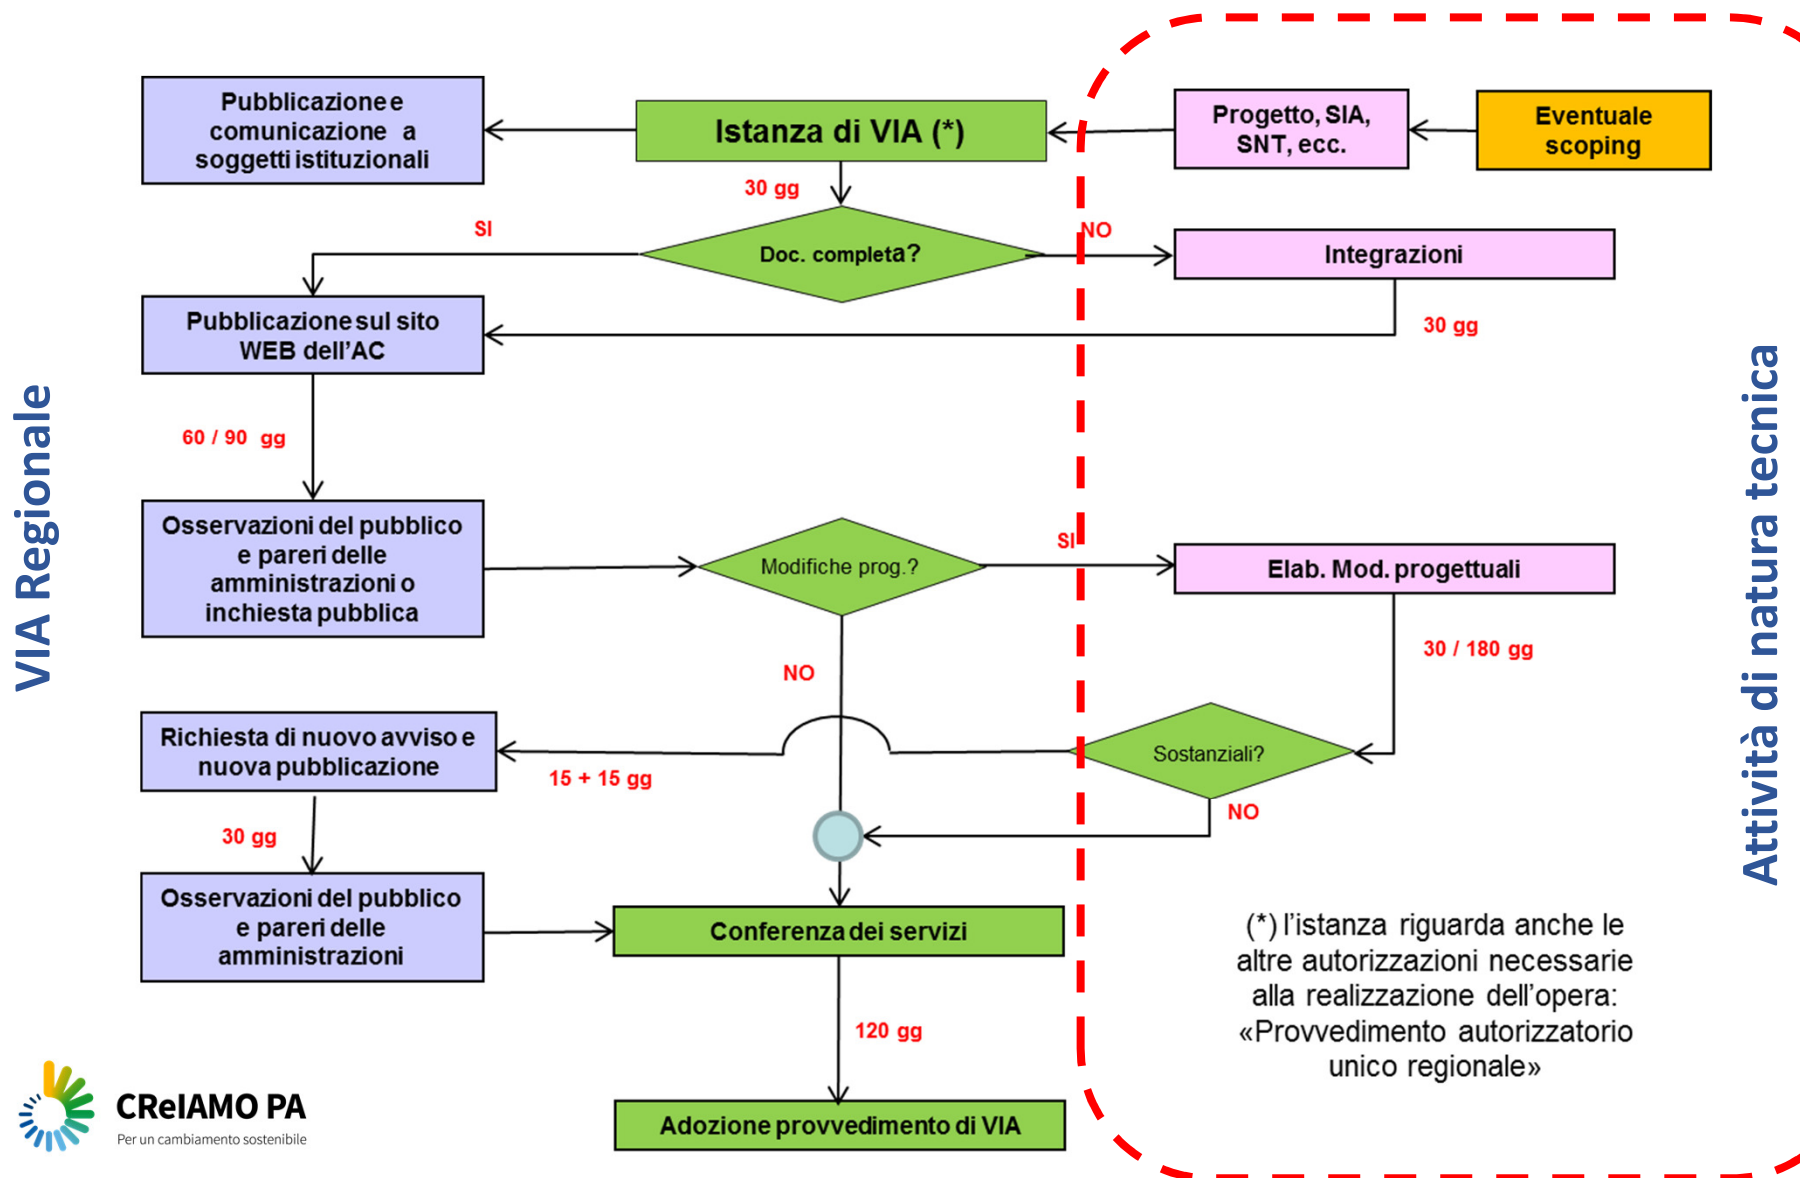 Pubblicazione e
comunicazione a
soggetti istituzionali
Istanza di VIA (*)
Progetto, SIA,
SNT, ecc.
Eventuale
scoping
30 gg
SI
Doc. completa?
NO
Integrazioni
Pubblicazione sul sito
WEB dell'AC
30 gg
60 / 90 gg
Osservazioni del pubblico
e pareri delle
amministrazioni o
inchiesta pubblica
Modifiche prog.?
SI
Elab. Mod. progettuali
NO
30 / 180 gg
Richiesta di nuovo avviso e
nuova pubblicazione
15 + 15 gg
Sostanziali?
NO
30 gg
Osservazioni del pubblico
e pareri delle
amministrazioni
Conferenza dei servizi
120 gg
Adozione provvedimento di VIA
(*) l'istanza riguarda anche le
altre autorizzazioni necessarie
alla realizzazione dell'opera:
«Provvedimento autorizzatorio
unico regionale»
VIA Regionale
Attività di natura tecnica
CReIAMO PA
Per un cambiamento sostenibile